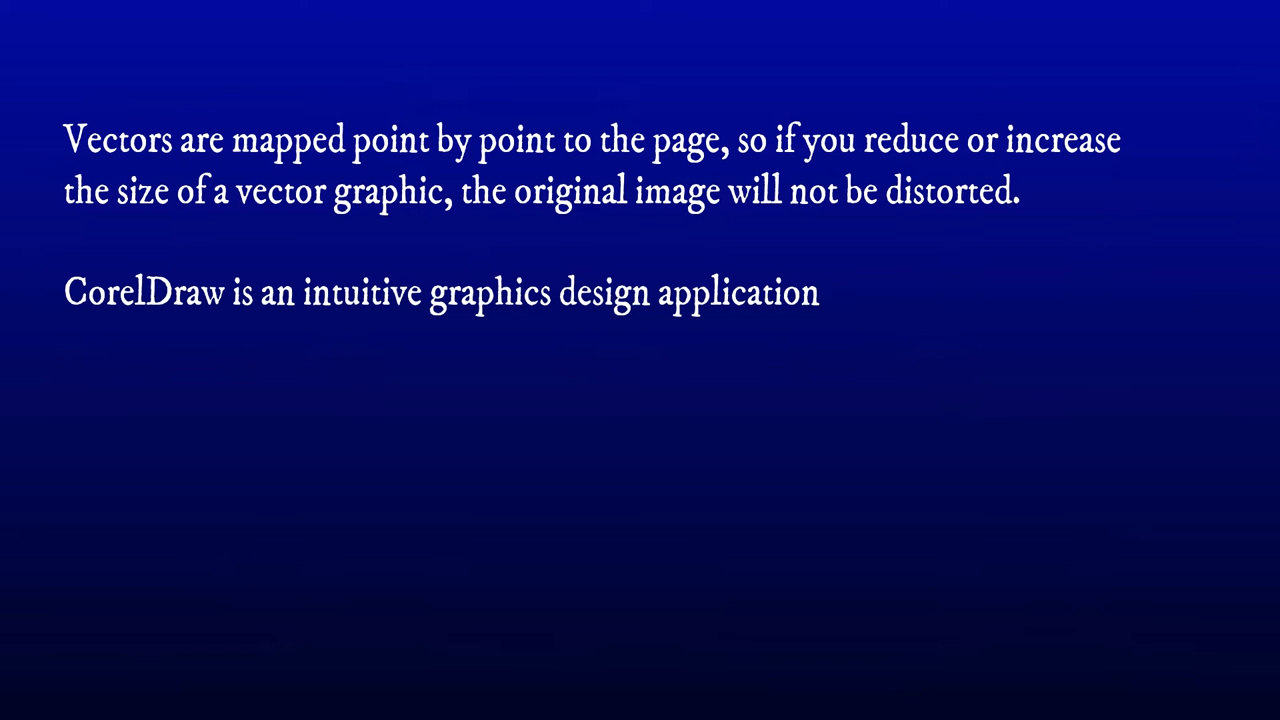 Vectors are mapped point by point to the page, so if you reduce or increase
the size of a vector graphic, the original image will not be distorted.
CorelDraw is an intuitive graphics design application